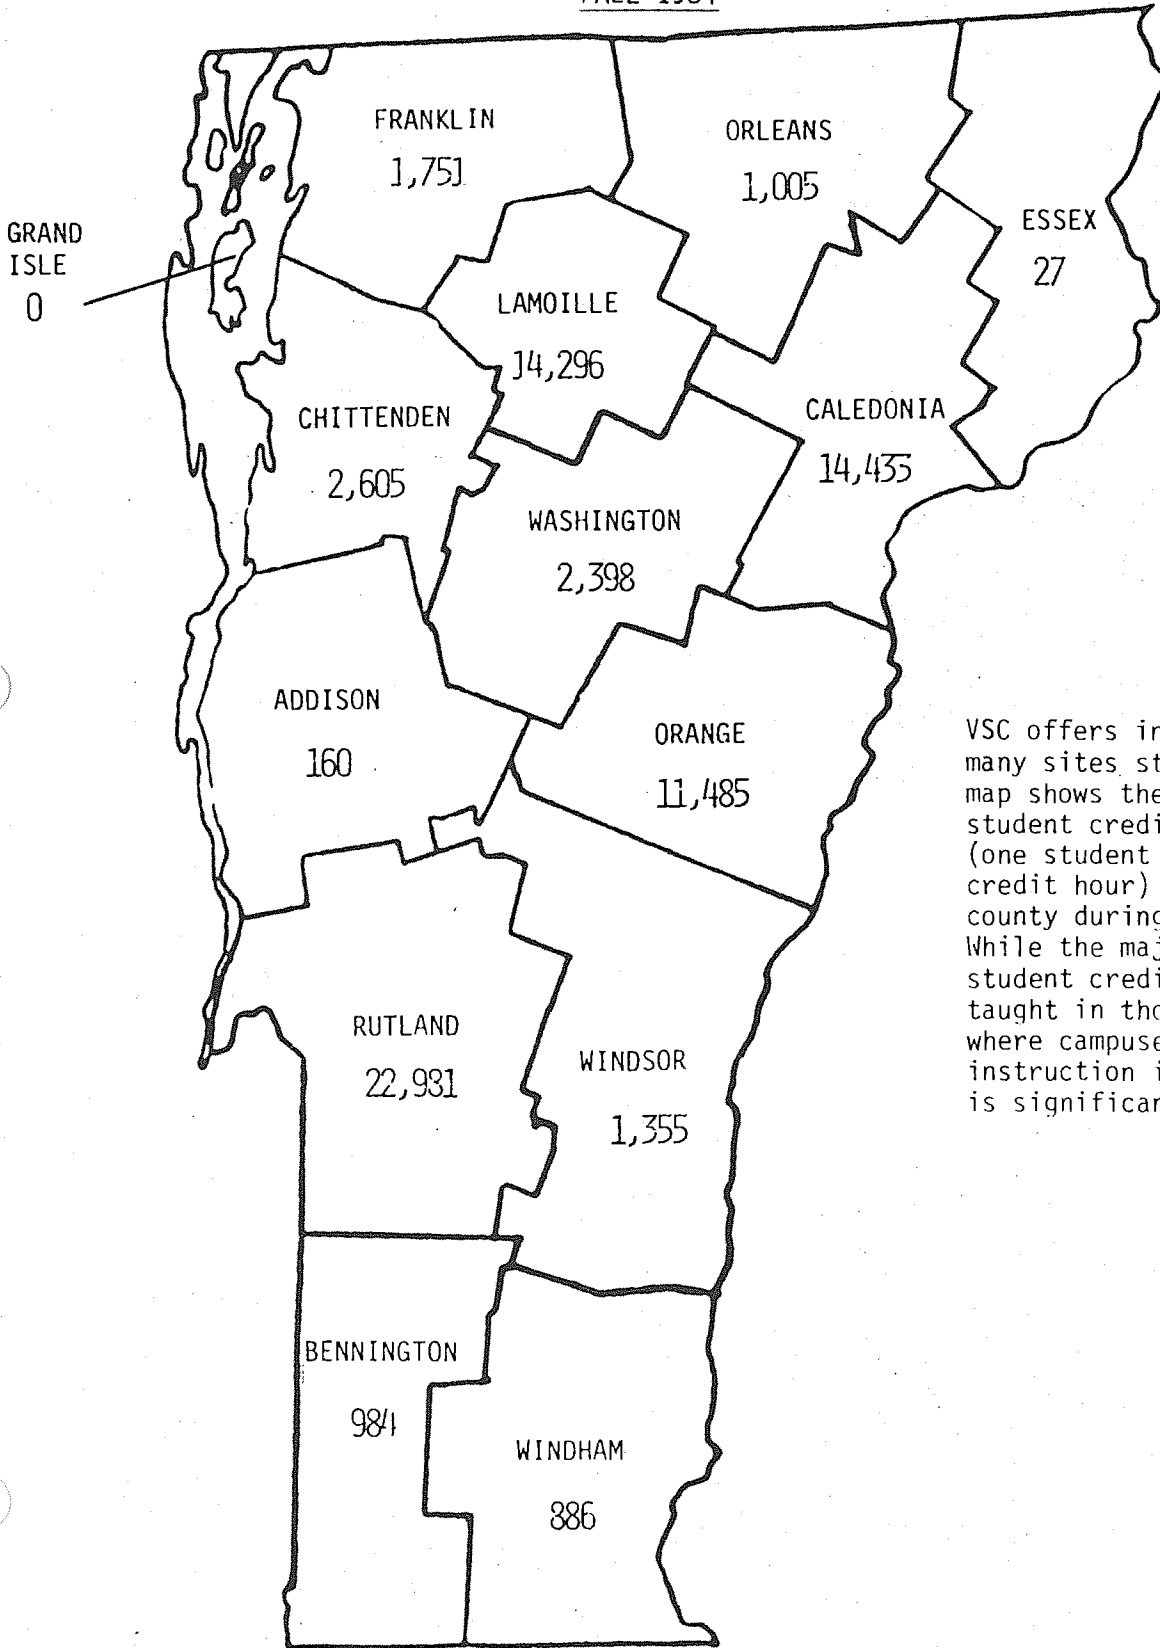 FALL 1984
FRANKLIN
1,751
ORLEANS
1,005
ESSEX
27
GRAND
ISLE
0
LAMOILLE
14,296
CALEDONIA
14,435
CHITTENDEN
2,605
WASHINGTON
2,398
ADDISON
160
ORANGE
11,485
VSC offers in
many sites st
map shows the
student credi
(one student
credit hour)
county during
While the maj
student credi
taught in tho
where campuse
instruction i
is significan
RUTLAND
22,931
WINDSOR
1,355
BENNINGTON
984
WINDHAM
886